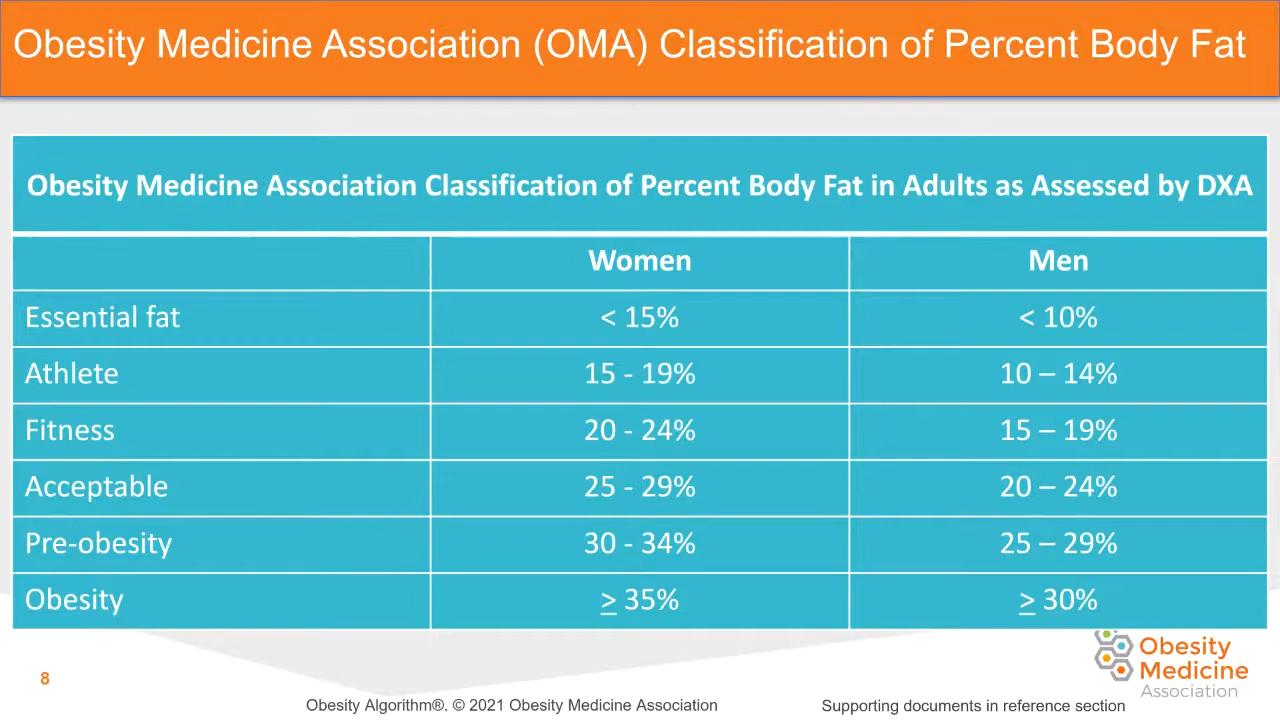 Obesity Medicine Association (OMA) Classification of Percent Body Fat
Obesity Medicine Association Classification of Percent Body Fat in Adults as Assessed by DXA
Women Men
Essential fat < 15% < 10%
Athlete 15 - 19% 10 – 14%
Fitness 20 - 24% 15 – 19%
Acceptable 25 - 29% 20 – 24%
Pre-obesity 30 - 34% 25 – 29%
Obesity > 35% > 30%
Obesity
Medicine
Association
8
Obesity Algorithm®. © 2021 Obesity Medicine Association Supporting documents in reference section